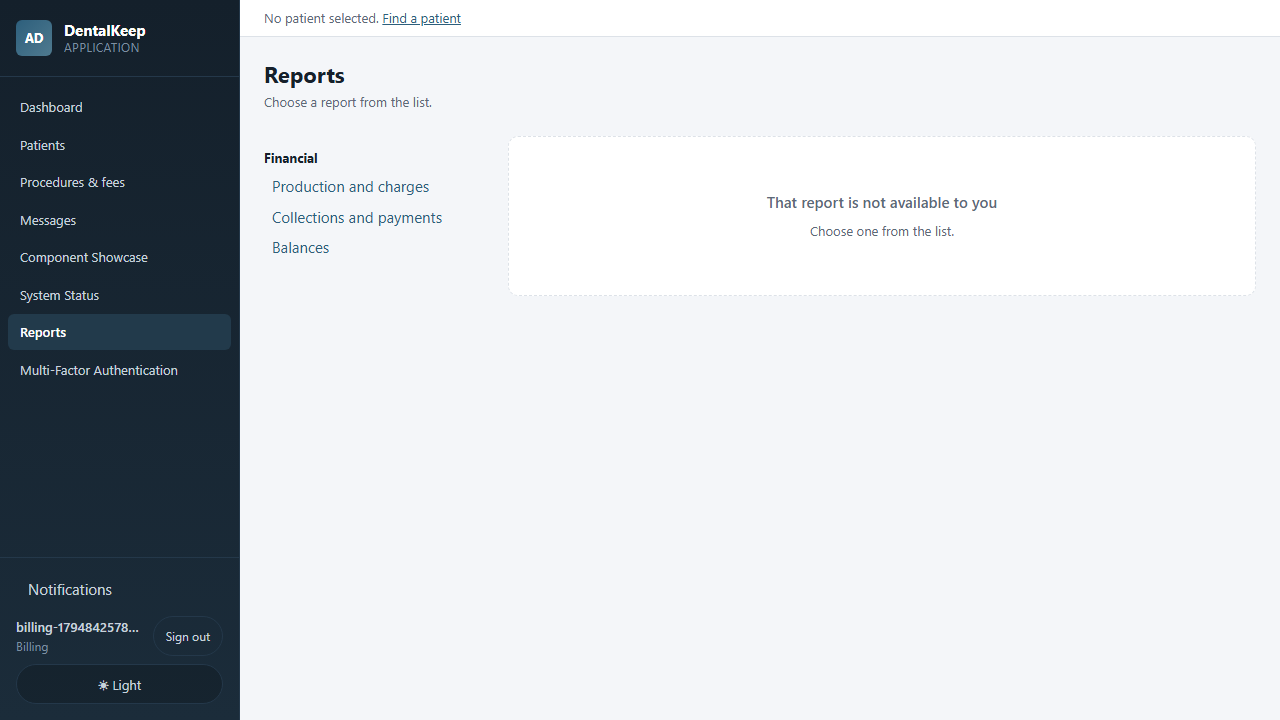 AD
DentalKeep
APPLICATION
Dashboard
Patients
Procedures & fees
Messages
Component Showcase
System Status
Reports
Multi-Factor Authentication
Notifications
billing-1794842578...
Billing
Sign out
☀ Light
No patient selected. Find a patient
Reports
Choose a report from the list.
Financial
Production and charges
Collections and payments
Balances
That report is not available to you
Choose one from the list.